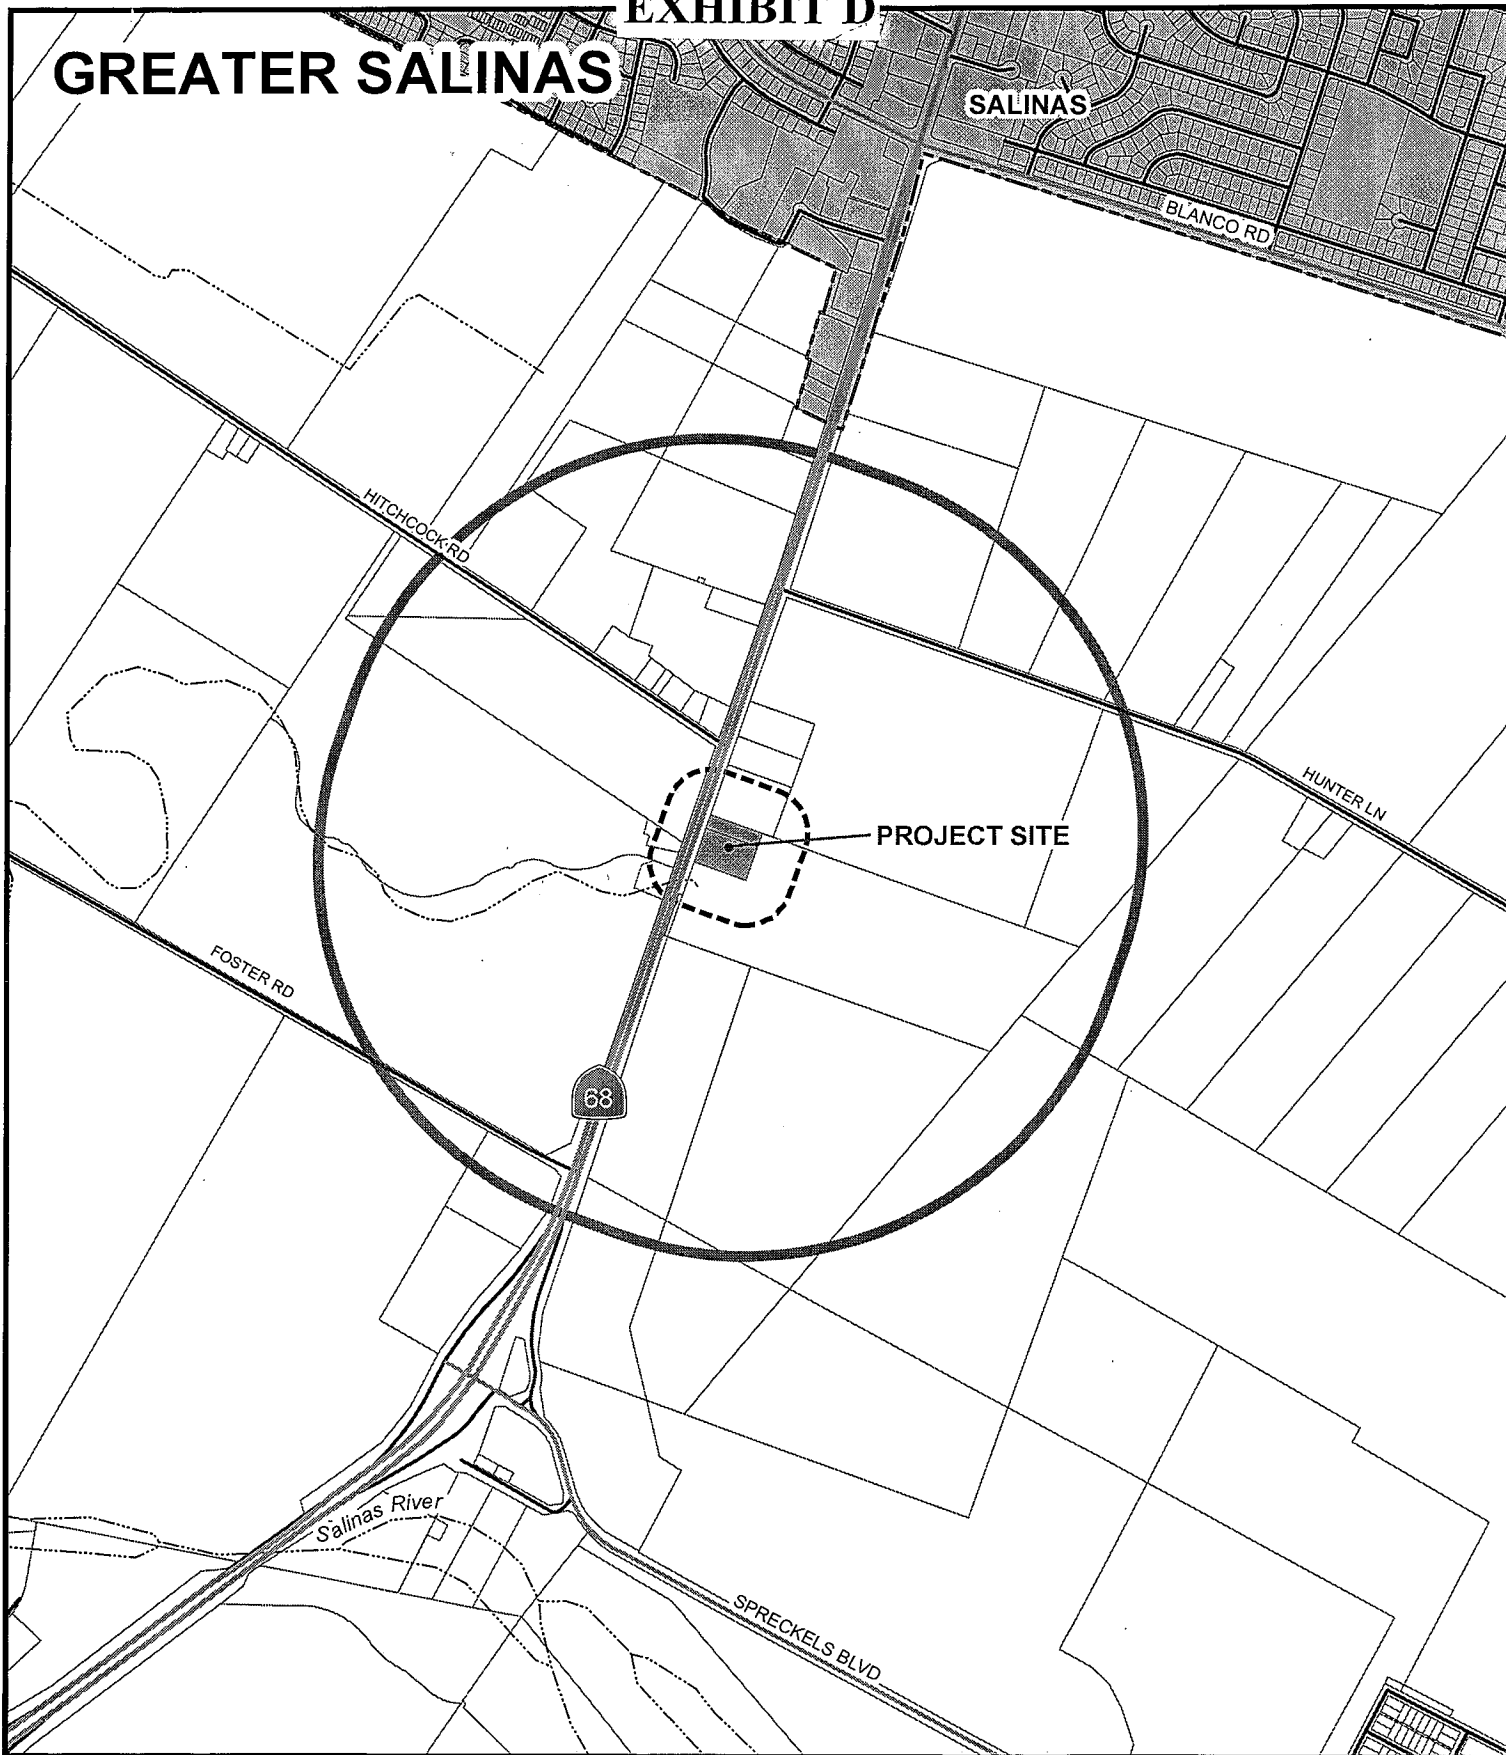 EXHIBIT D
GREATER SALINAS
SALINAS
BLANCO RD
HITCHCOCK RD
HUNTER LN
PROJECT SITE
FOSTER RD
68
Salinas River
SPRECKELS BLVD